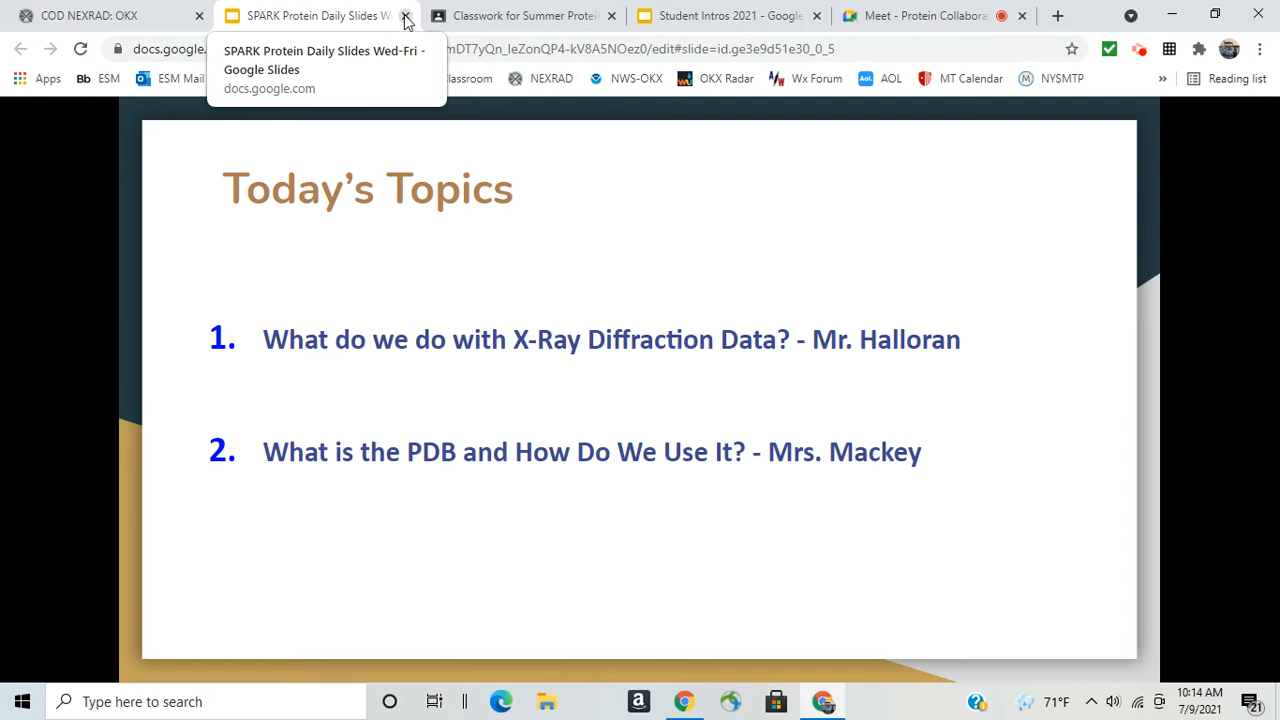 COD NEXRAD: OKX
SPARK Protein Daily Slides W
Classwork for Summer Protein
Student Intros 2021 - Google
Meet - Protein Collabora
docs.google.
mDT7yQn_leZonQP4-kV8A5NOez0/edit#slide=id.ge3e9d51e30_0_5
SPARK Protein Daily Slides Wed-Fri -
Google Slides
docs.google.com
Apps
Bb ESM
ESM Mail
lassroom
NEXRAD
NWS-OKX
OKX Radar
Wx Forum
Aol. AOL
MT Calendar
M NYSMTP
»
Reading list
Today's Topics
1. What do we do with X-Ray Diffraction Data? - Mr. Halloran
2. What is the PDB and How Do We Use It? - Mrs. Mackey
Type here to search
71°F
10:14 AM
7/9/2021
21